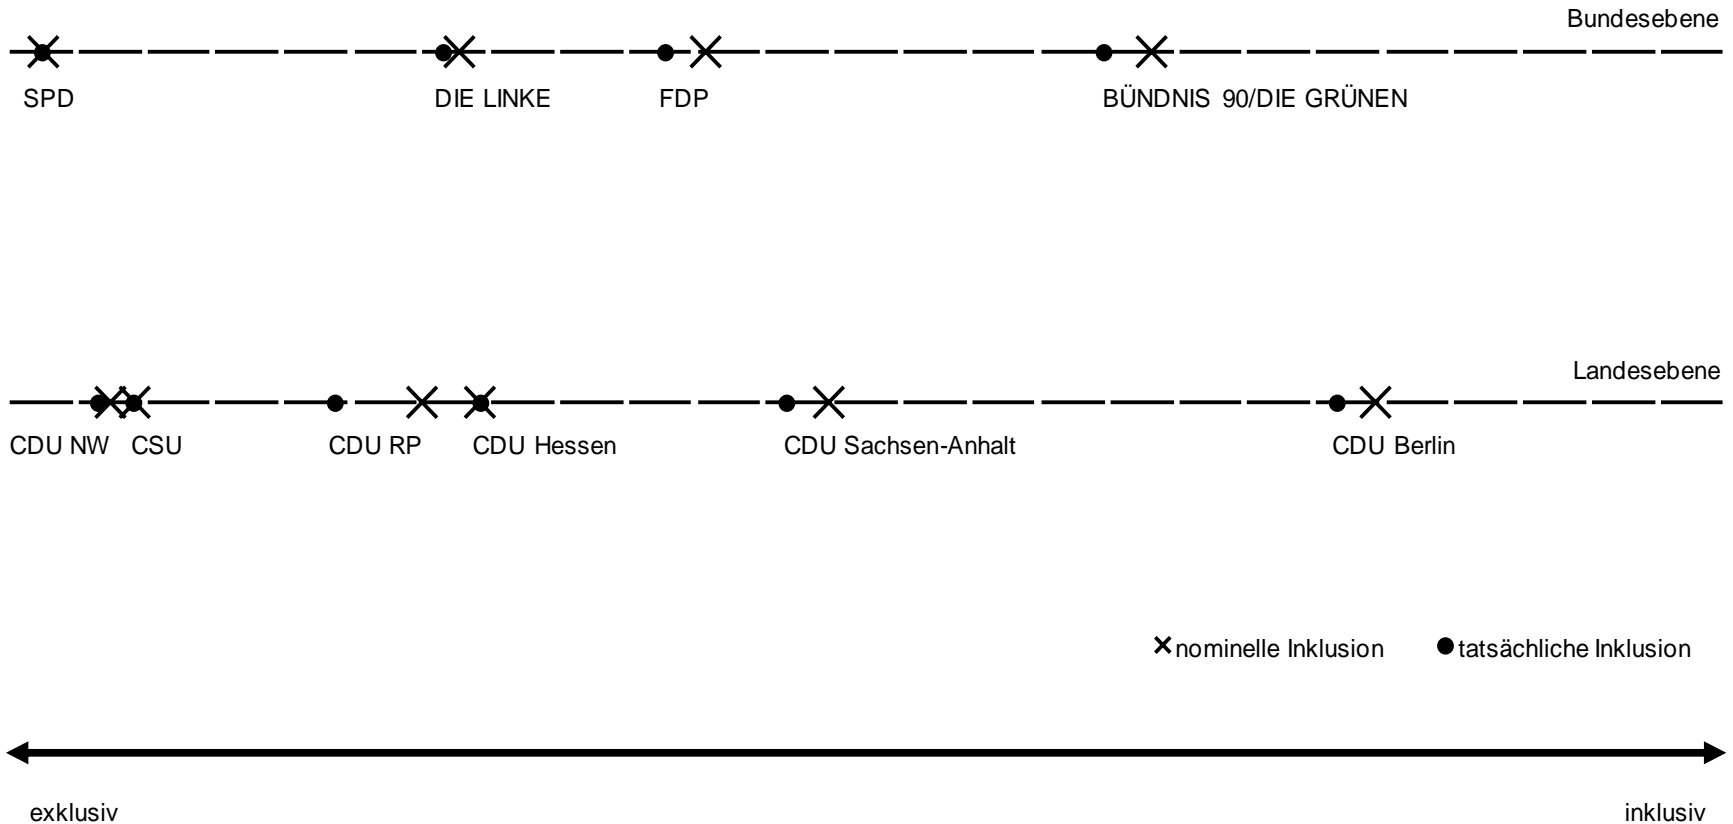 Bundesebene
SPD DIE LINKE FDP BÜNDNIS 90/DIE GRÜNEN
Landesebene
CDU NW CSU CDU RP CDU Hessen CDU Sachsen-Anhalt CDU Berlin
nominelle Inklusion tatsächliche Inklusion
exklusiv inklusiv